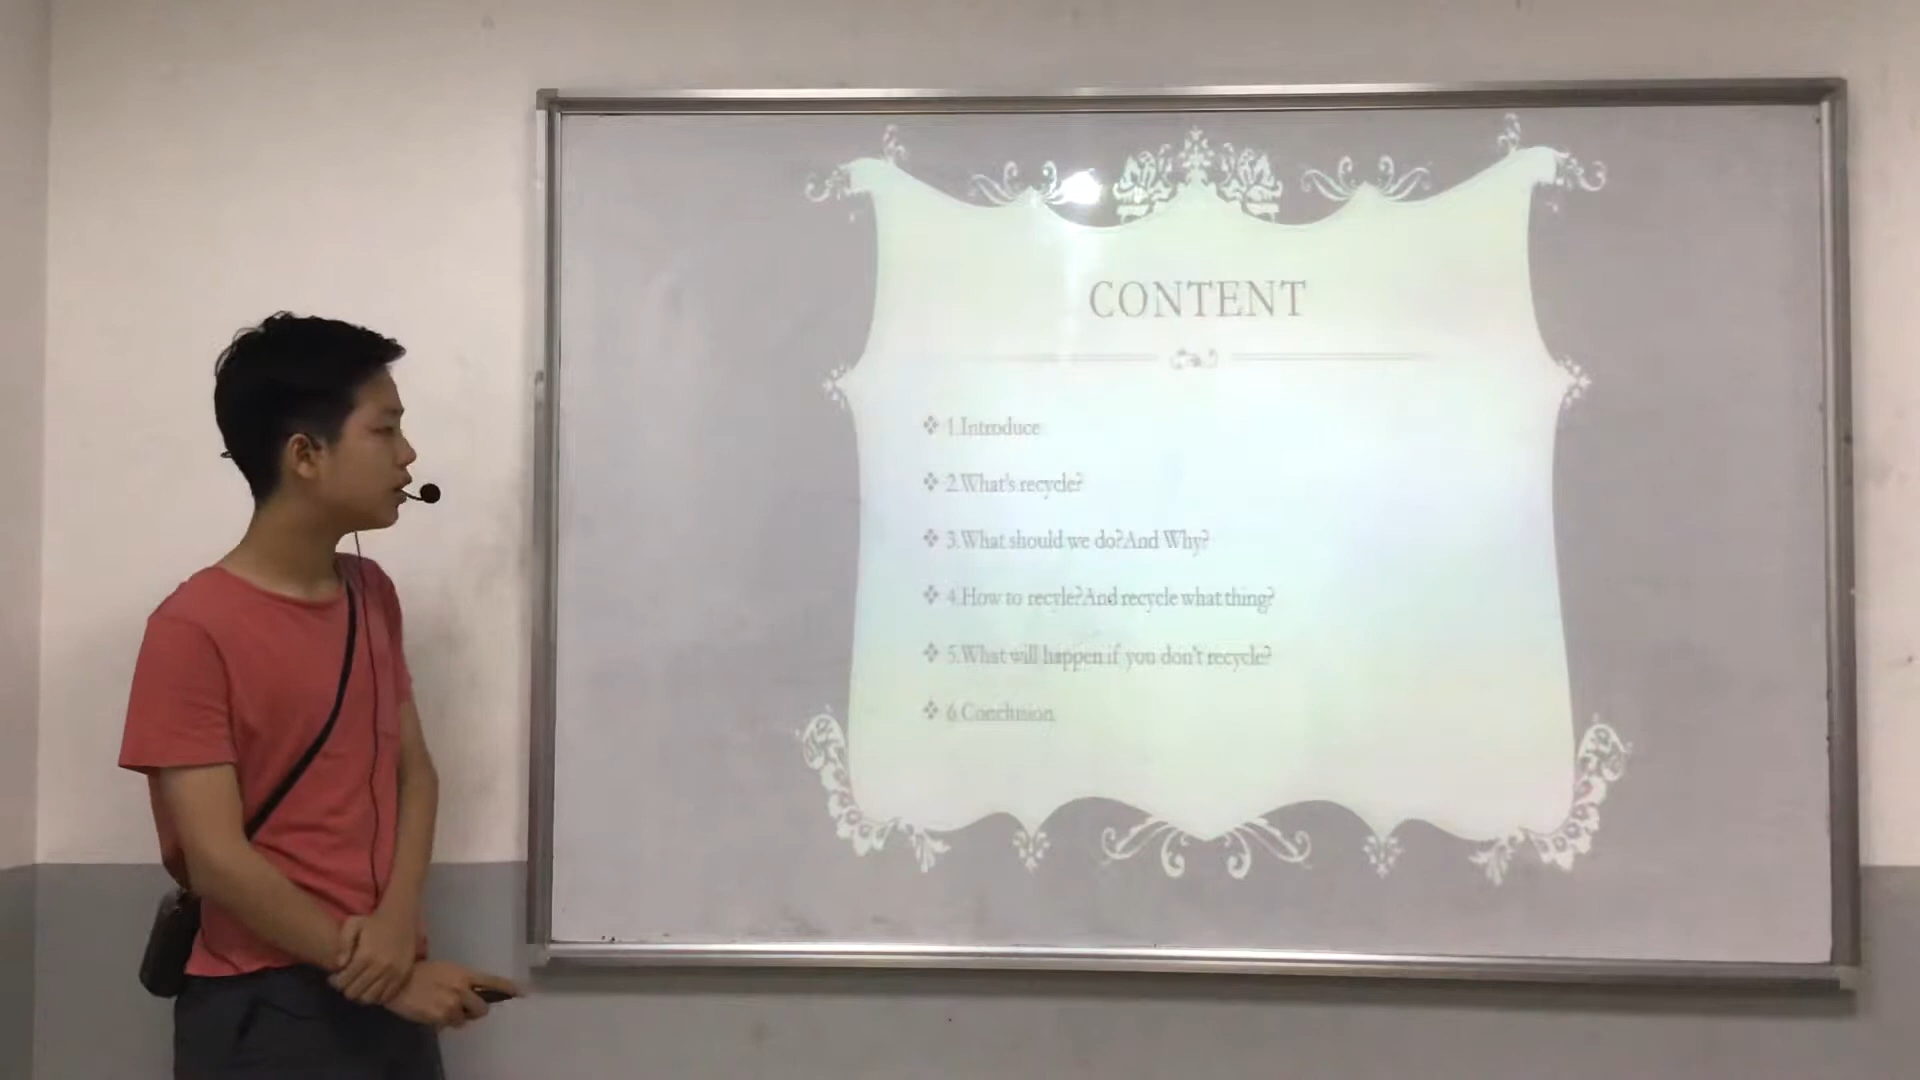 CONTENT
❖ 1.Introduce
❖ 2.What's recycle?
❖ 3.What should we do?And Why?
❖ 4.How to recvle?And recycle what thing?
❖ 5.What will happen if you don't recycle?
❖ 6.Conclusion.